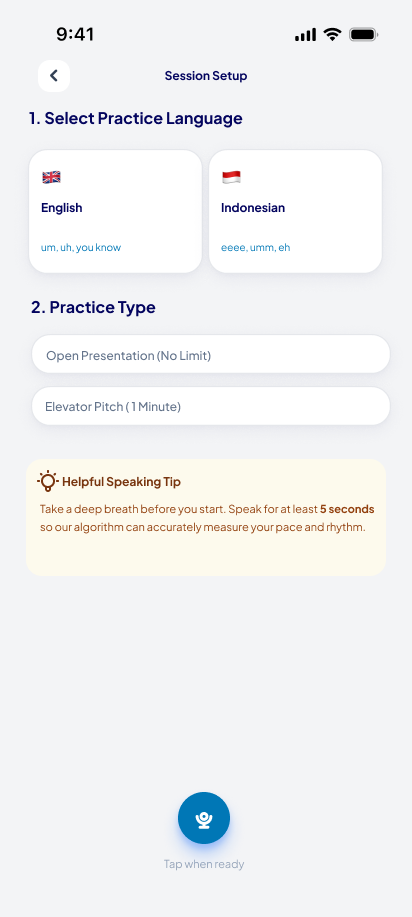 9:41
Session Setup
1. Select Practice Language
English
Indonesian
um, uh, you know
eeee, umm, eh
2. Practice Type
Open Presentation (No Limit)
Elevator Pitch ( 1 Minute)
Helpful Speaking Tip
Take a deep breath before you start. Speak for at least 5 seconds
so our algorithm can accurately measure your pace and rhythm.
Tap when ready